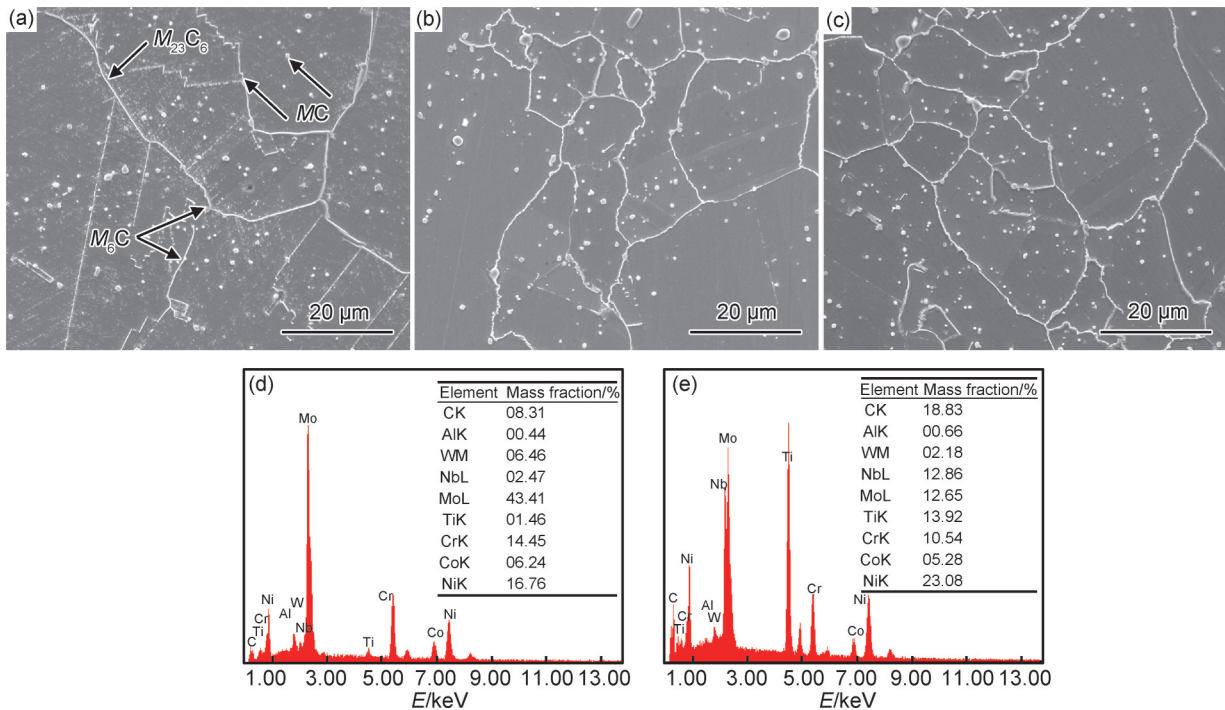 (a)
M23C6
MC
M6C
20 μm
(b)
20 μm
(c)
20 μm
(d)
Element Mass fraction/%
CK 08.31
AlK 00.44
WM 06.46
NbL 02.47
MoL 43.41
TiK 01.46
CrK 14.45
CoK 06.24
NiK 16.76
Mo
Ni
Cr
Ti
C
Al
W
Nb
Ti
Cr
Co
Ni
1.00 3.00 5.00 7.00 9.00 11.00 13.00
E/keV
(e)
Element Mass fraction/%
CK 18.83
AlK 00.66
WM 02.18
NbL 12.86
MoL 12.65
TiK 13.92
CrK 10.54
CoK 05.28
NiK 23.08
Mo
Nb
Ti
Ni
C
Cr
Ti
Al
W
Cr
Co
Ni
1.00 3.00 5.00 7.00 9.00 11.00 13.00
E/keV